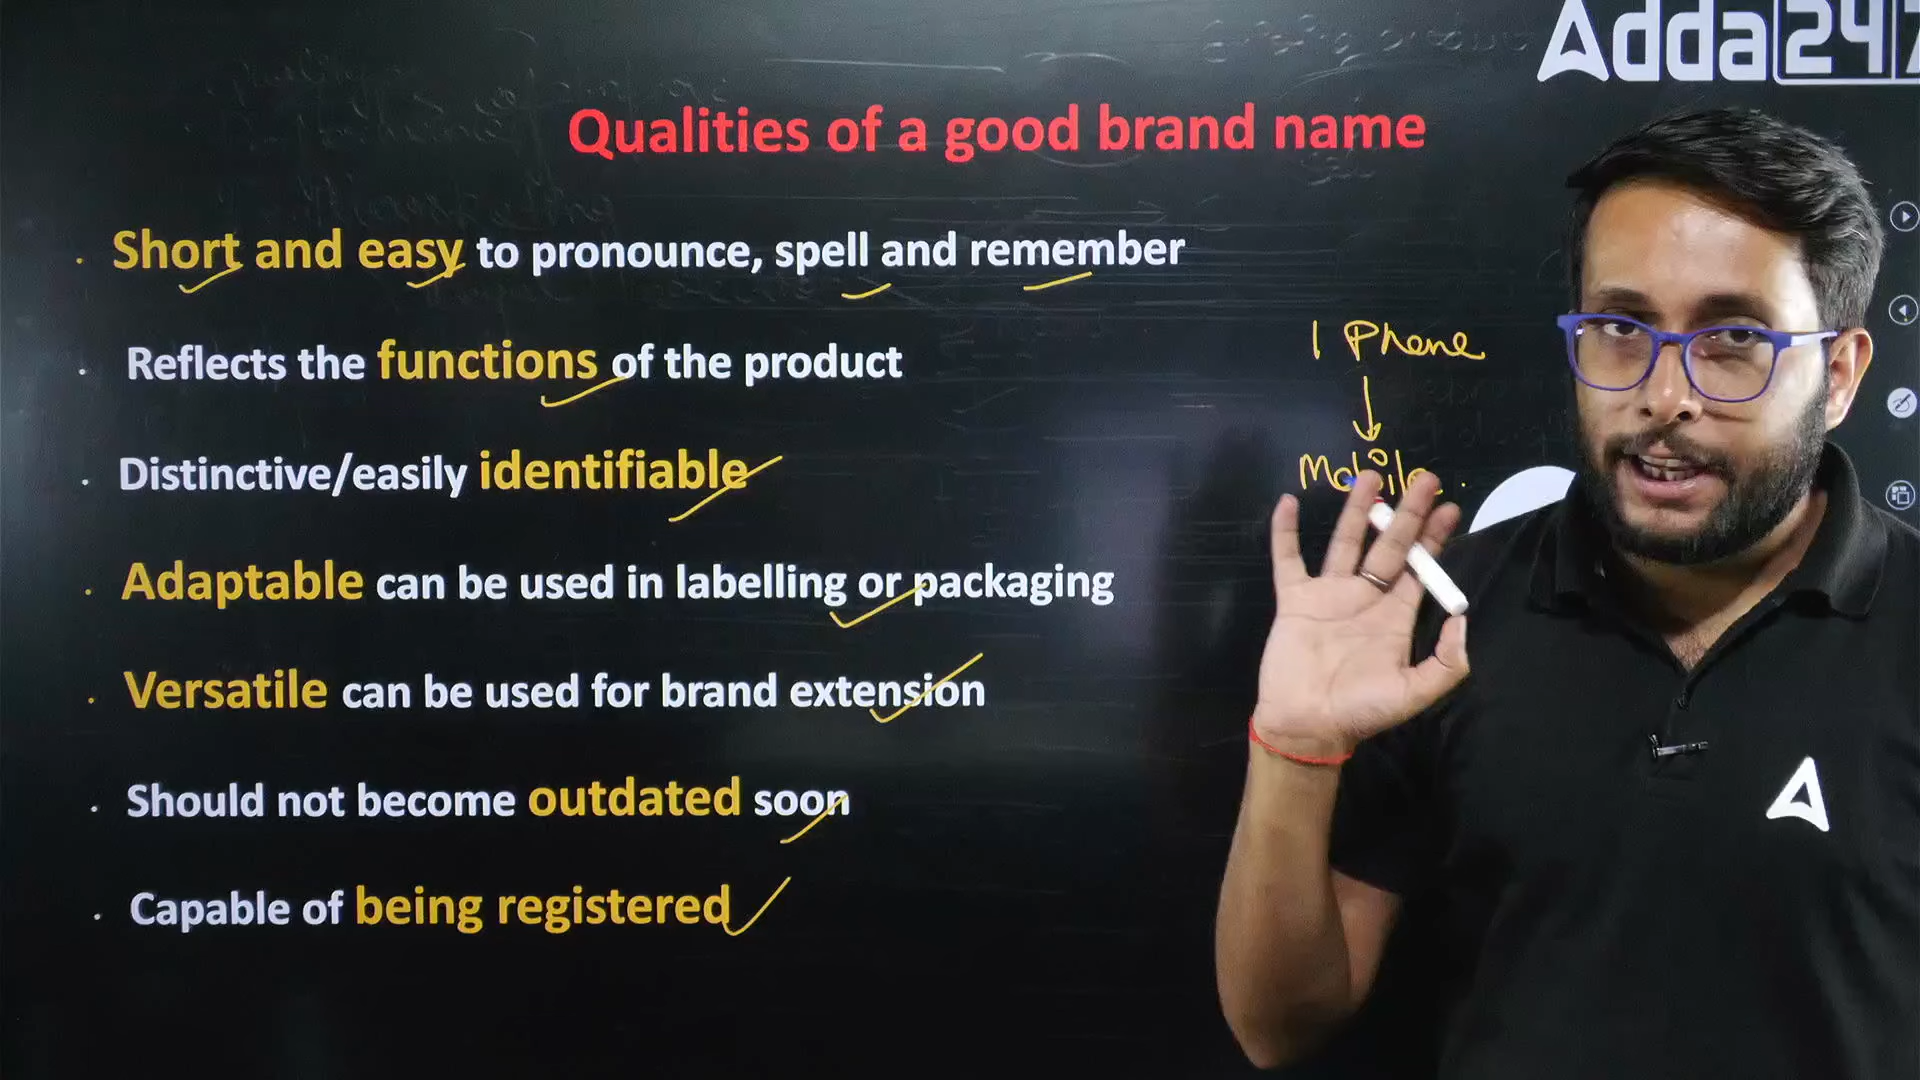 Adda247
Qualities of a good brand name
Short and easy to pronounce, spell and remember
Reflects the functions of the product
Distinctive/easily identifiable
Adaptable can be used in labelling or packaging
Versatile can be used for brand extension
Should not become outdated soon
Capable of being registered
I Phone
Mobile